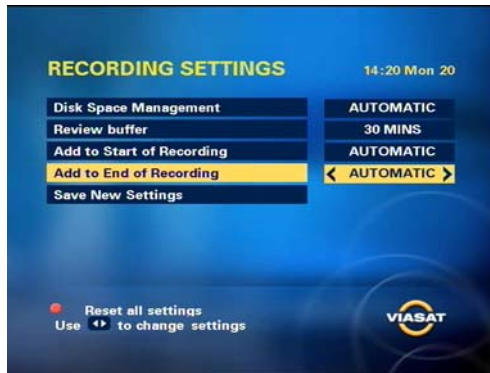 RECORDING SETTINGS 14:20 Mon 20
Disk Space Management AUTOMATIC
Review buffer 30 MINS
Add to Start of Recording AUTOMATIC
Add to End of Recording AUTOMATIC
Save New Settings
Reset all settings
Use to change settings
VIASAT